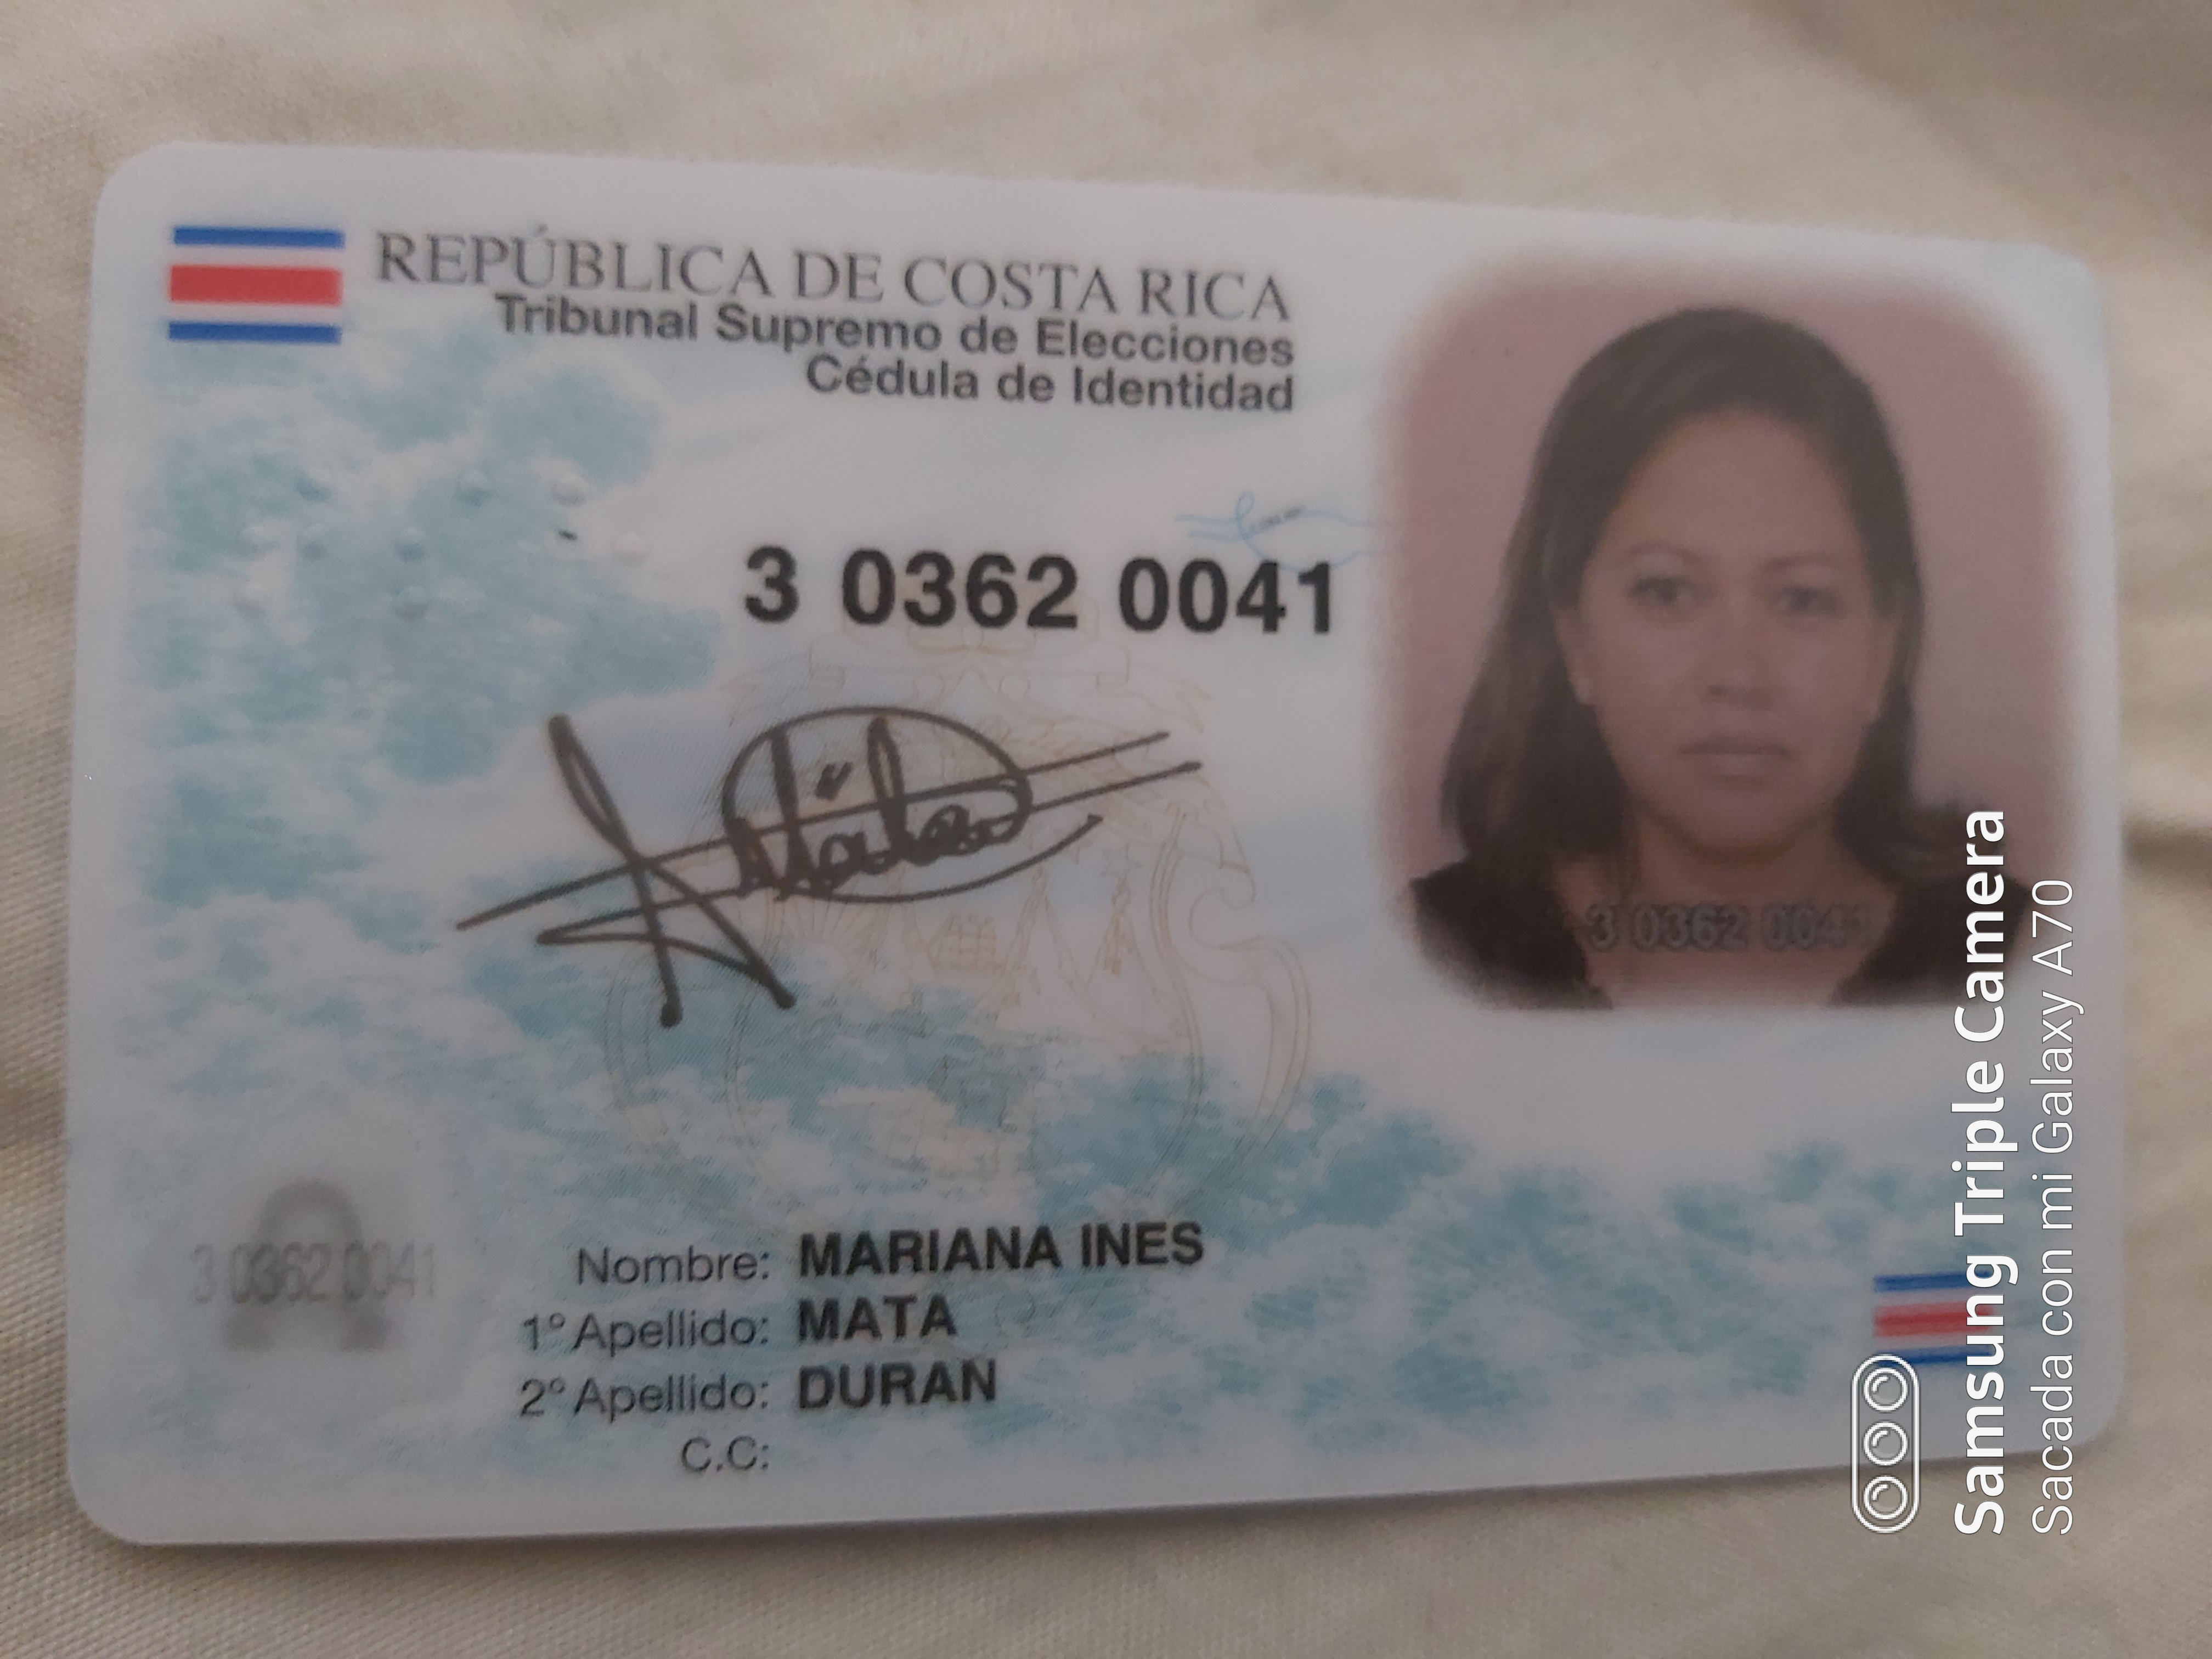 REPÚBLICA DE COSTA RICA
Tribunal Supremo de Elecciones
Cédula de Identidad
3 0362 0041
3 0362 0041
3 0362 0041
Nombre: MARIANA INES
1° Apellido: MATA
2° Apellido: DURAN
C.C:
Samsung Triple Camera
Sacada con mi Galaxy A70